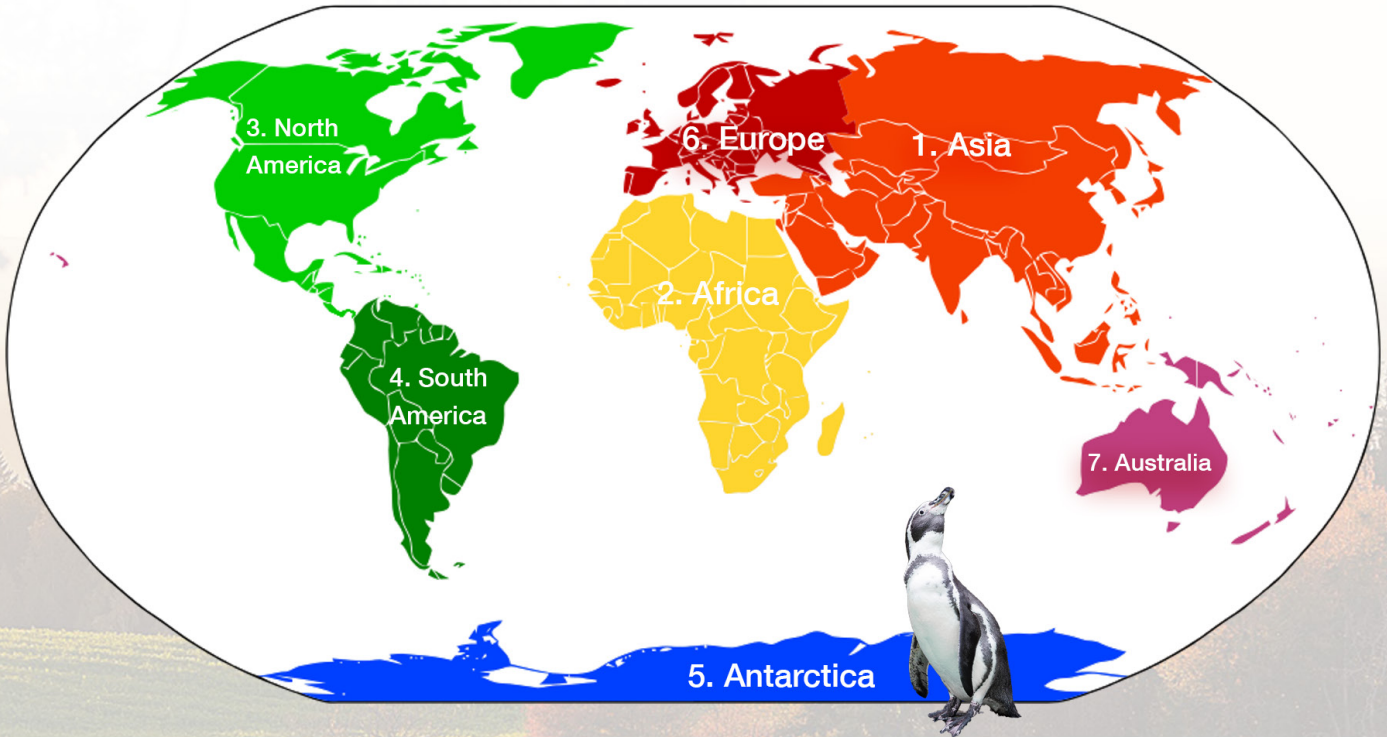 3. North
America
6. Europe
1. Asia
2. Africa
4. South
America
7. Australia
5. Antarctica